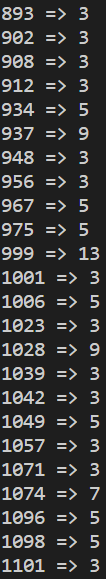 893 => 3
902 => 3
908 => 3
912 => 3
934 => 5
937 => 9
948 => 3
956 => 3
967 => 5
975 => 5
999 => 13
1001 => 3
1006 => 5
1023 => 3
1028 => 9
1039 => 3
1042 => 3
1049 => 5
1057 => 3
1071 => 3
1074 => 7
1096 => 5
1098 => 5
1101 => 3